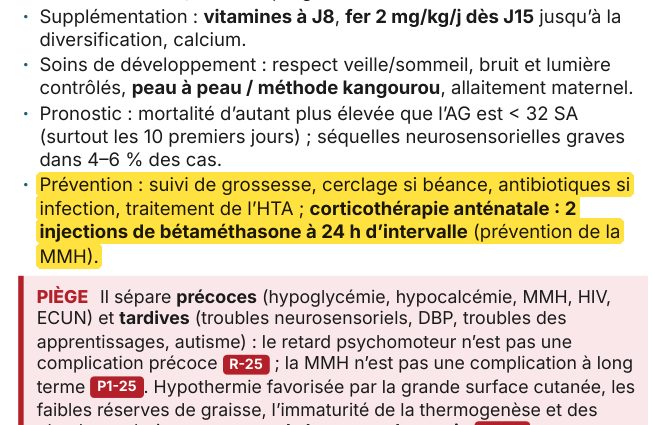 · Supplémentation : vitamines à J8, fer 2 mg/kg/j dès J15 jusqu’à la
diversification, calcium.
· Soins de développement : respect veille/sommeil, bruit et lumière
contrôlés, peau à peau / méthode kangourou, allaitement maternel.
· Pronostic : mortalité d’autant plus élevée que l’AG est < 32 SA
(surtout les 10 premiers jours) ; séquelles neurosensorielles graves
dans 4–6 % des cas.
· Prévention : suivi de grossesse, cerclage si béance, antibiotiques si
infection, traitement de l’HTA ; corticothérapie anténatale : 2
injections de bétaméthasone à 24 h d’intervalle (prévention de la
MMH).
PIÈGE Il sépare précoces (hypoglycémie, hypocalcémie, MMH, HIV,
ECUN) et tardives (troubles neurosensoriels, DBP, troubles des
apprentissages, autisme) : le retard psychomoteur n’est pas une
complication précoce R-25 ; la MMH n’est pas une complication à long
terme P1-25. Hypothermie favorisée par la grande surface cutanée, les
faibles réserves de graisse, l’immaturité de la thermogenèse et des